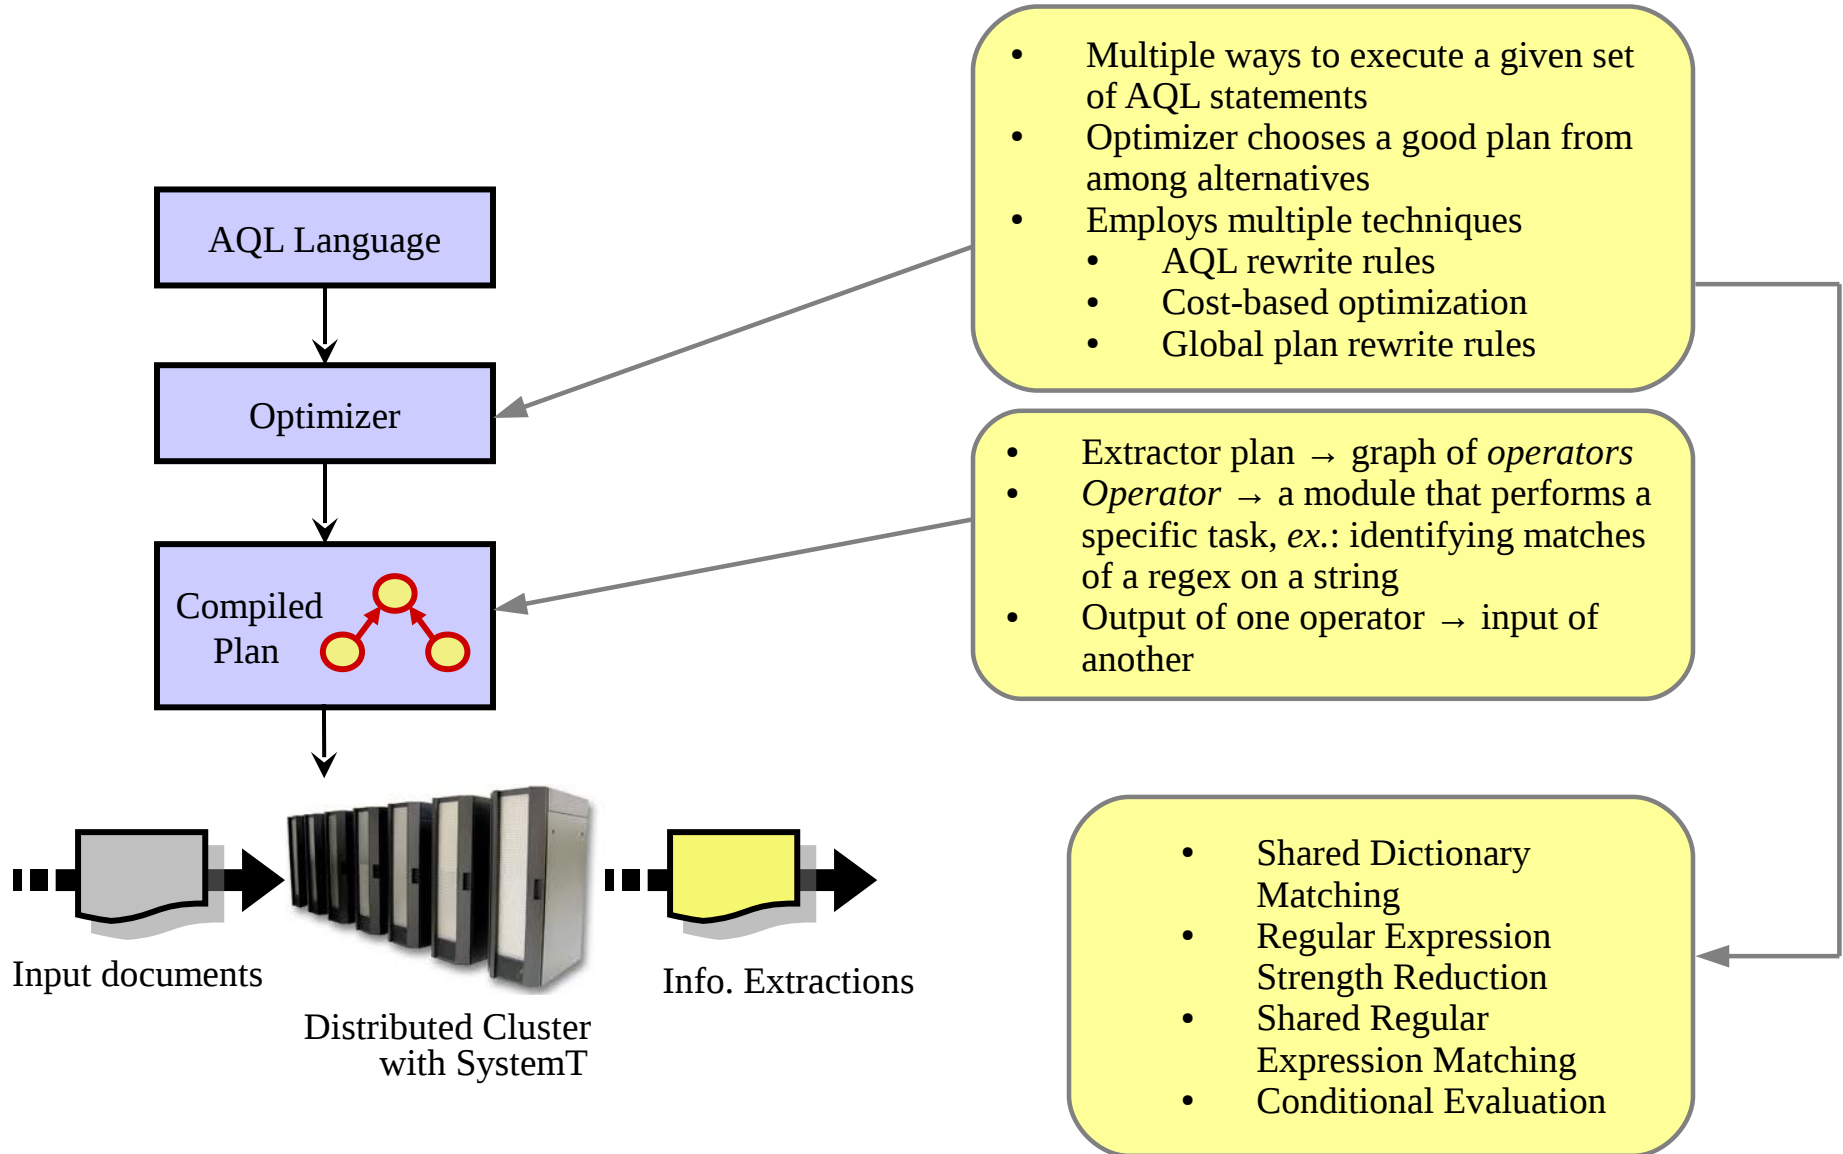 AQL Language
Optimizer
Compiled
Plan
Input documents
Distributed Cluster
with SystemT
Info. Extractions
• Multiple ways to execute a given set
of AQL statements
• Optimizer chooses a good plan from
among alternatives
• Employs multiple techniques
• AQL rewrite rules
• Cost-based optimization
• Global plan rewrite rules
• Extractor plan → graph of operators
• Operator → a module that performs a
specific task, ex.: identifying matches
of a regex on a string
• Output of one operator → input of
another
• Shared Dictionary
Matching
• Regular Expression
Strength Reduction
• Shared Regular
Expression Matching
• Conditional Evaluation